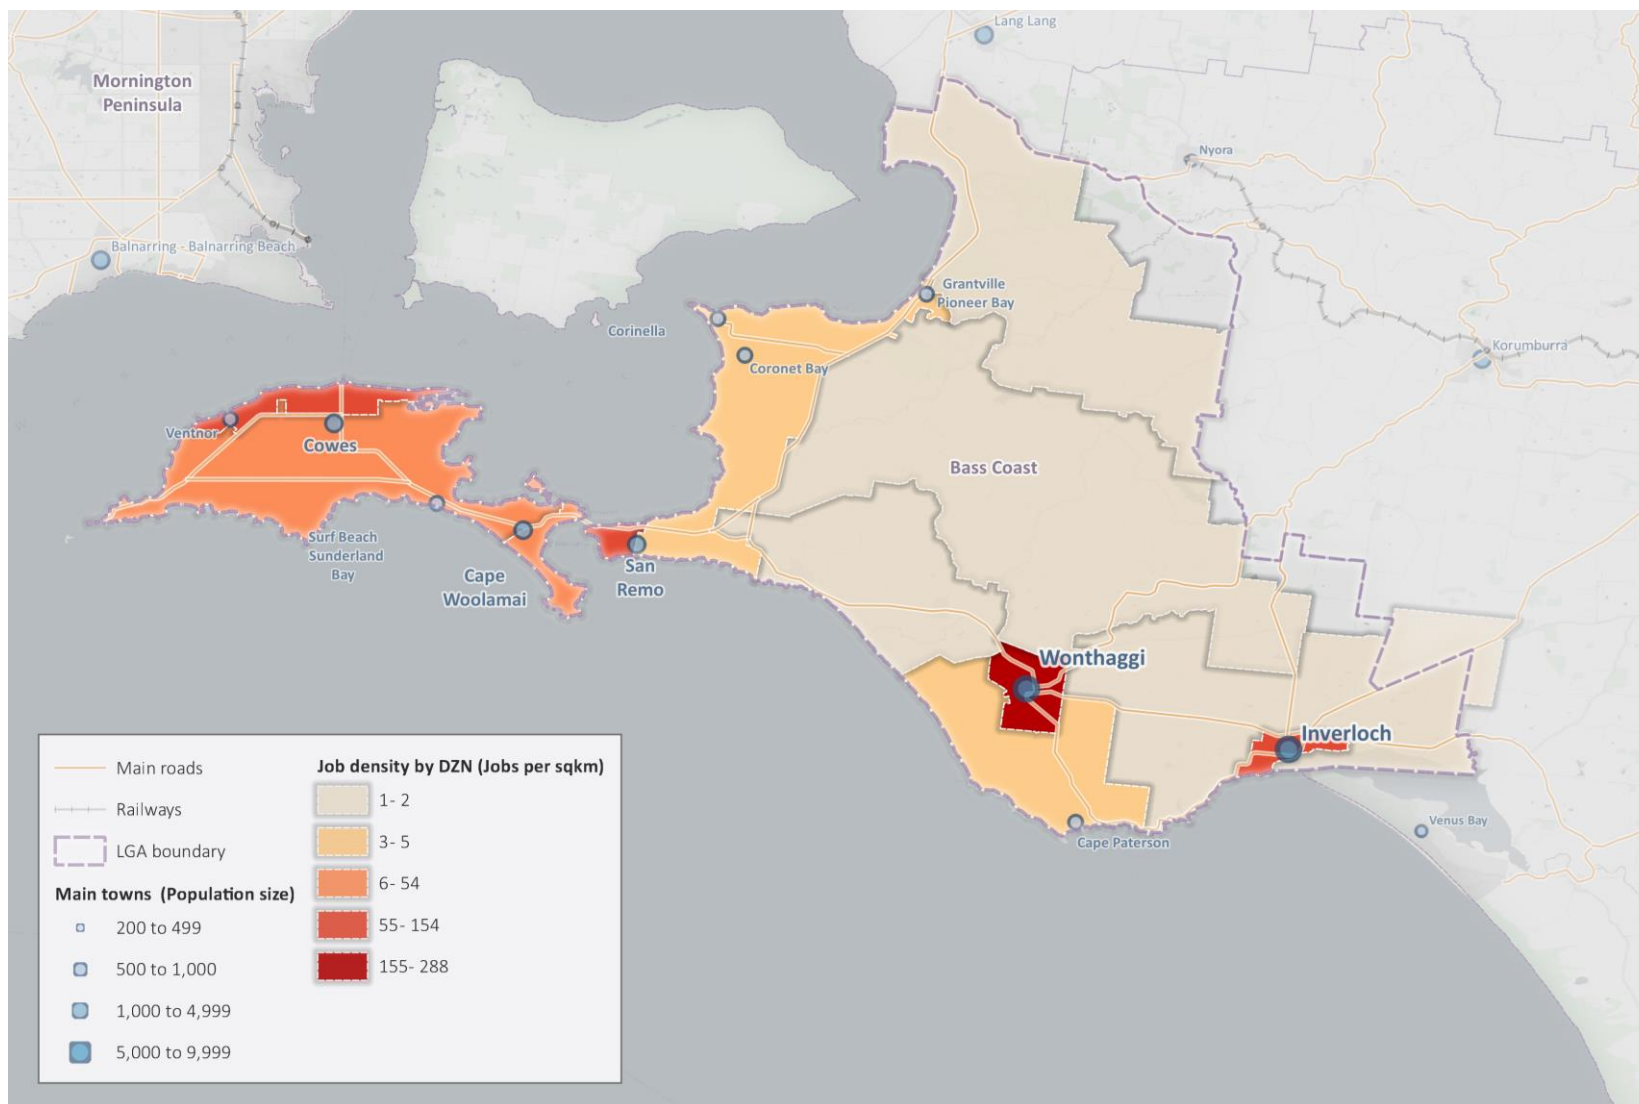 Lang Lang
Mornington
Peninsula
Nyora
Balnarring - Balnarring Beach
Grantville
Pioneer Bay
Corinella
Korumburra
Coronet Bay
Ventnor
Cowes
Bass Coast
Surf Beach
Sunderland
Bay
Cape
Woolamai
San
Remo
Wonthaggi
Inverloch
Venus Bay
Cape Paterson
Main roads
Railways
LGA boundary
Main towns (Population size)
200 to 499
500 to 1,000
1,000 to 4,999
5,000 to 9,999
Job density by DZN (Jobs per sqkm)
1- 2
3- 5
6- 54
55- 154
155- 288